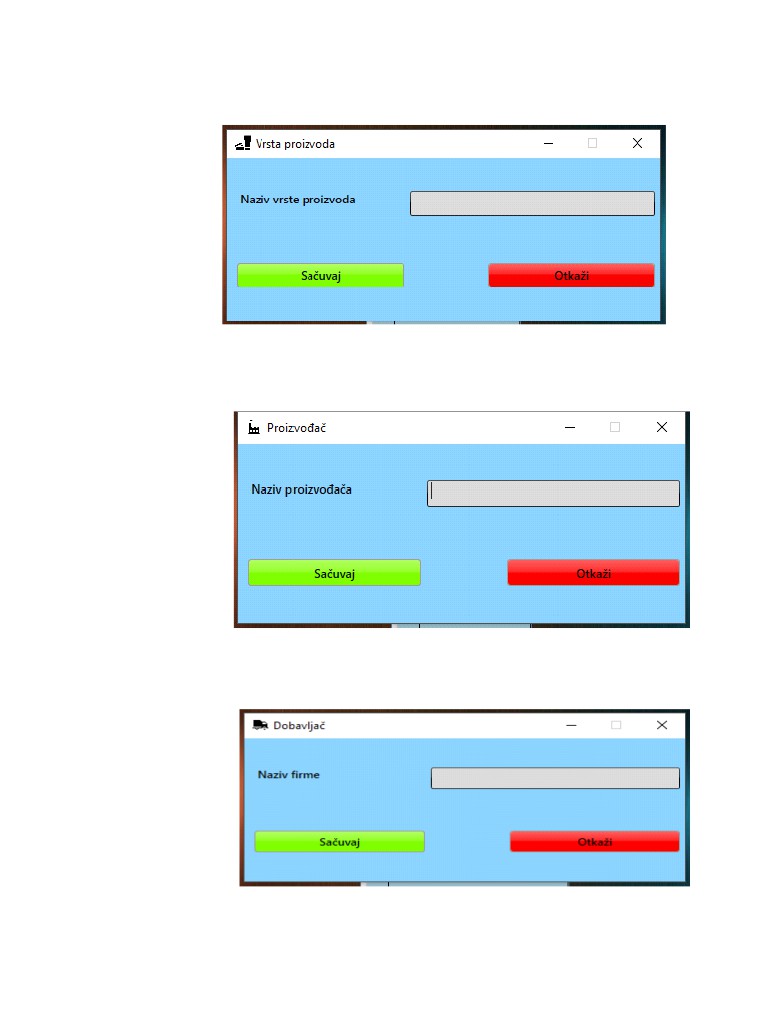 Vrsta proizvoda
Naziv vrste proizvoda
Sačuvaj Otkaži
Proizvođač
Naziv proizvođača
Sačuvaj Otkaži
Dobavljač
Naziv firme
Sačuvaj Otkaži